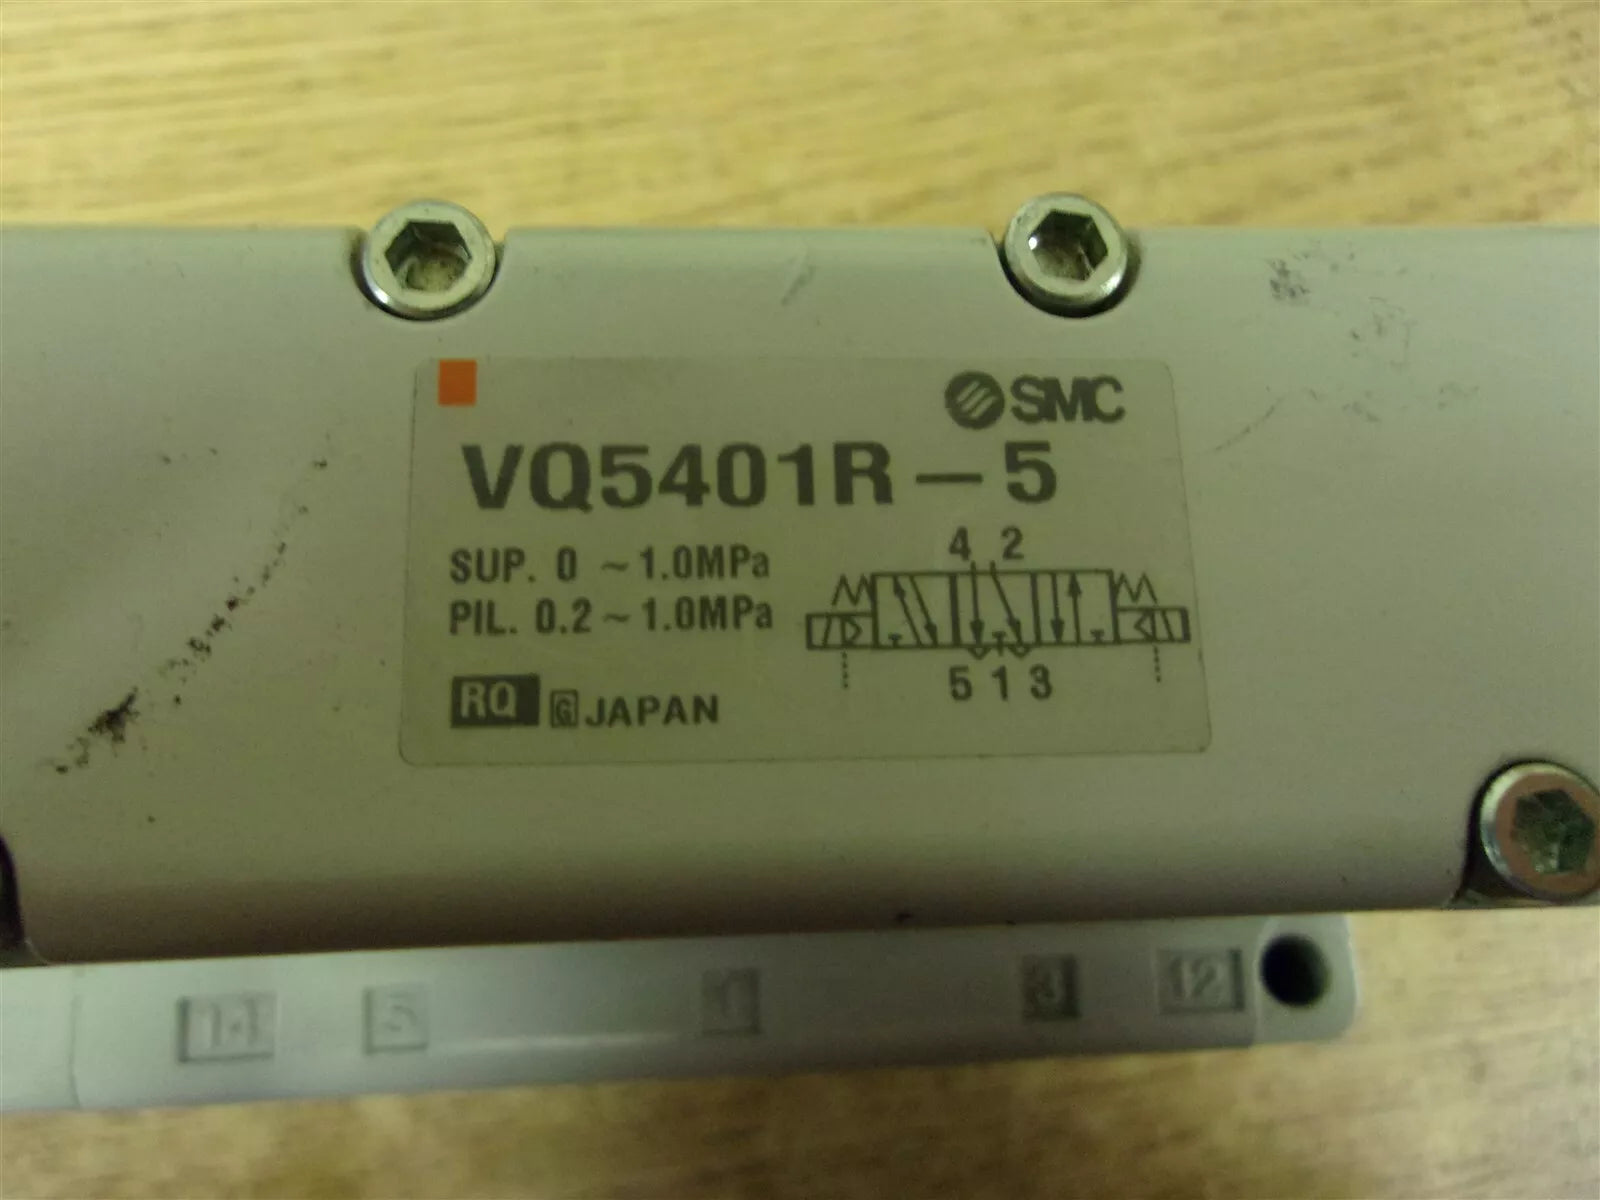 SMC
VQ5401R-5
SUP. 0 ~1.0MPa
PIL. 0.2~1.0MPa
4 2
5 1 3
RQ G JAPAN
14 5 1 3 12